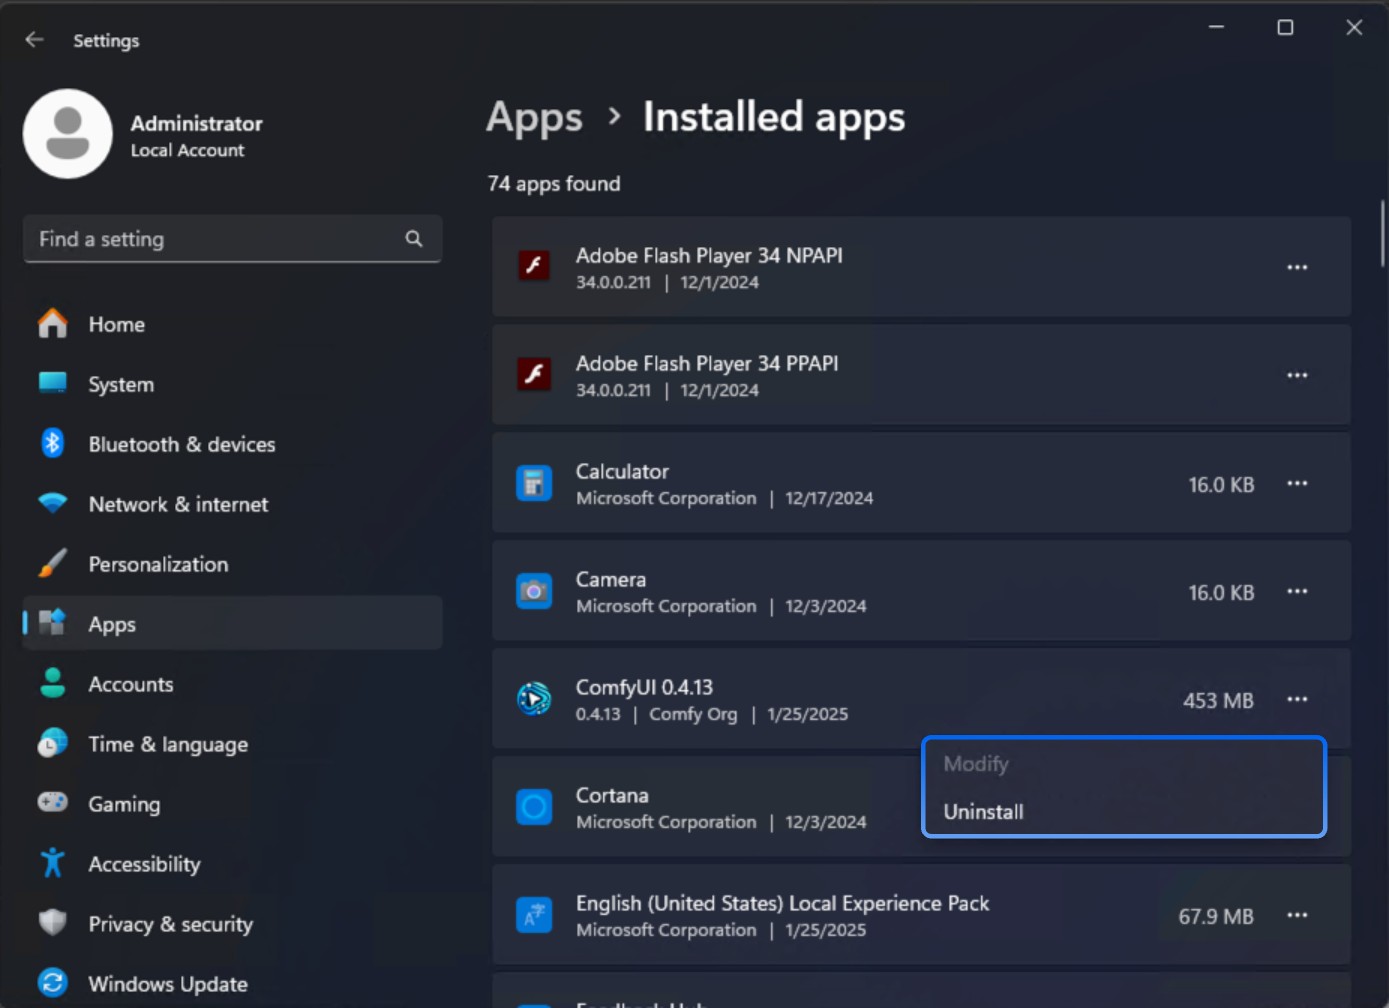 Settings
Administrator
Local Account
Find a setting
Home
System
Bluetooth & devices
Network & internet
Personalization
Apps
Accounts
Time & language
Gaming
Accessibility
Privacy & security
Windows Update
Apps > Installed apps
74 apps found
Adobe Flash Player 34 NPAPI
34.0.0.211 | 12/1/2024
Adobe Flash Player 34 PPAPI
34.0.0.211 | 12/1/2024
Calculator
Microsoft Corporation | 12/17/2024
16.0 KB
Camera
Microsoft Corporation | 12/3/2024
16.0 KB
ComfyUI 0.4.13
0.4.13 | Comfy Org | 1/25/2025
453 MB
Modify
Uninstall
Cortana
Microsoft Corporation | 12/3/2024
English (United States) Local Experience Pack
Microsoft Corporation | 1/25/2025
67.9 MB